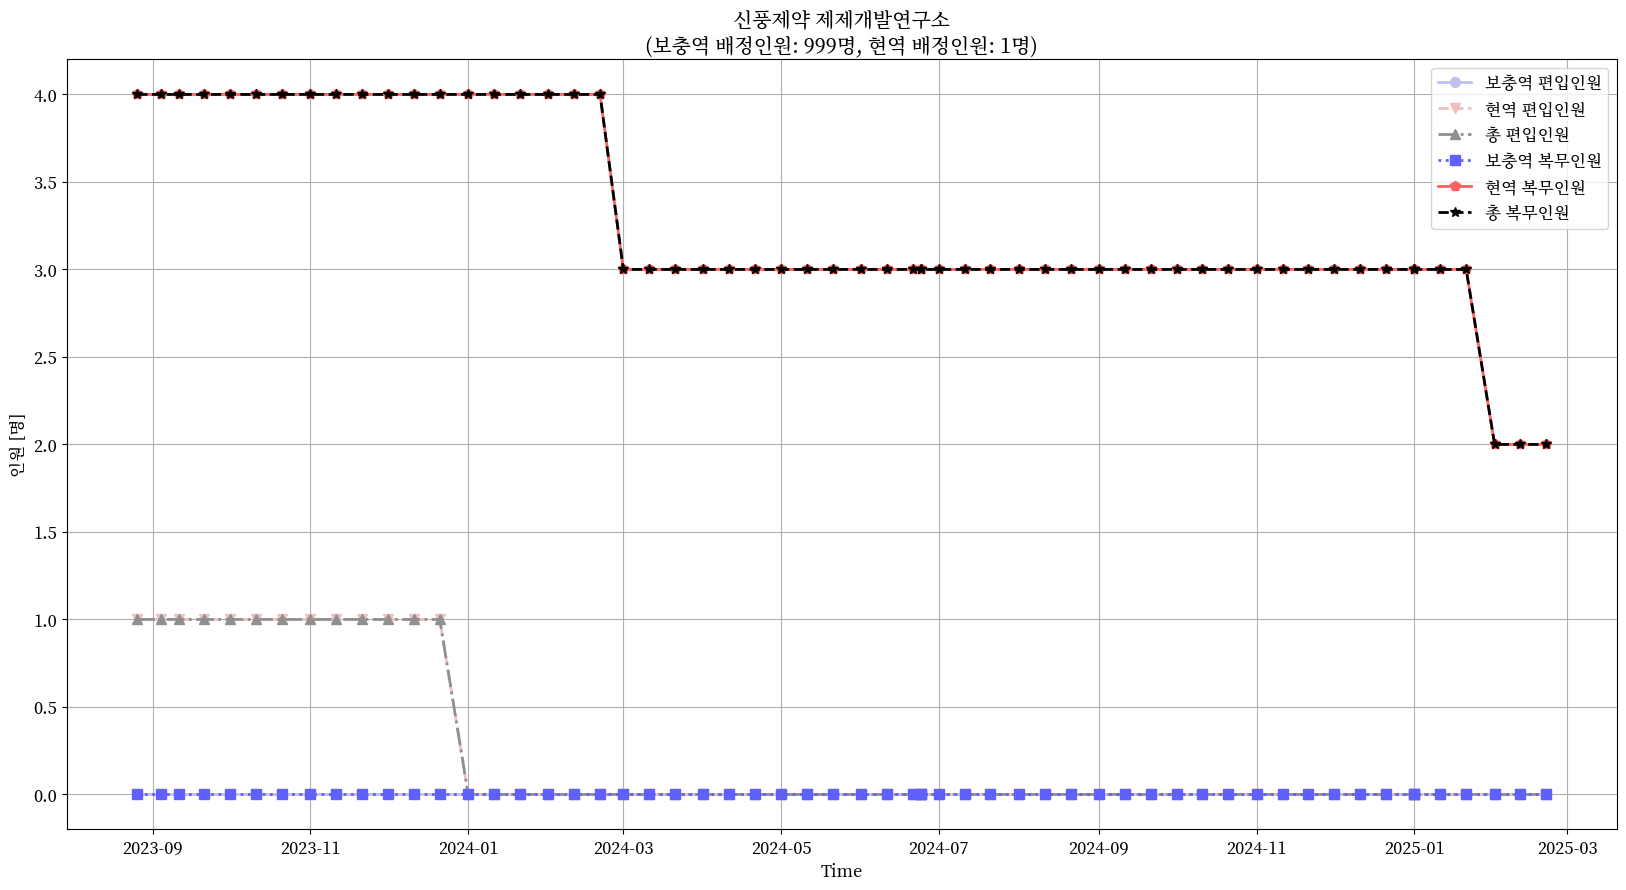 신풍제약 제제개발연구소
(보충역 배정인원: 999명, 현역 배정인원: 1명)
보충역 편입인원
현역 편입인원
총 편입인원
보충역 복무인원
현역 복무인원
총 복무인원
인원 [명]
4.0
3.5
3.0
2.5
2.0
1.5
1.0
0.5
0.0
2023-09
2023-11
2024-01
2024-03
2024-05
2024-07
2024-09
2024-11
2025-01
2025-03
Time